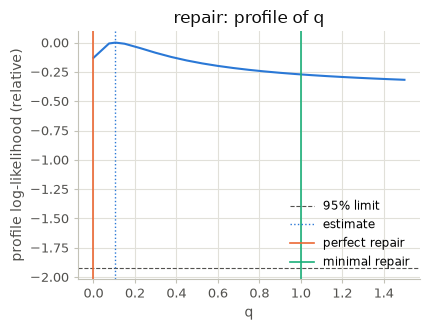 repair: profile of q
profile log-likelihood (relative)
0.00
−0.25
−0.50
−0.75
−1.00
−1.25
−1.50
−1.75
−2.00
95% limit
estimate
perfect repair
minimal repair
0.0 0.2 0.4 0.6 0.8 1.0 1.2 1.4
q